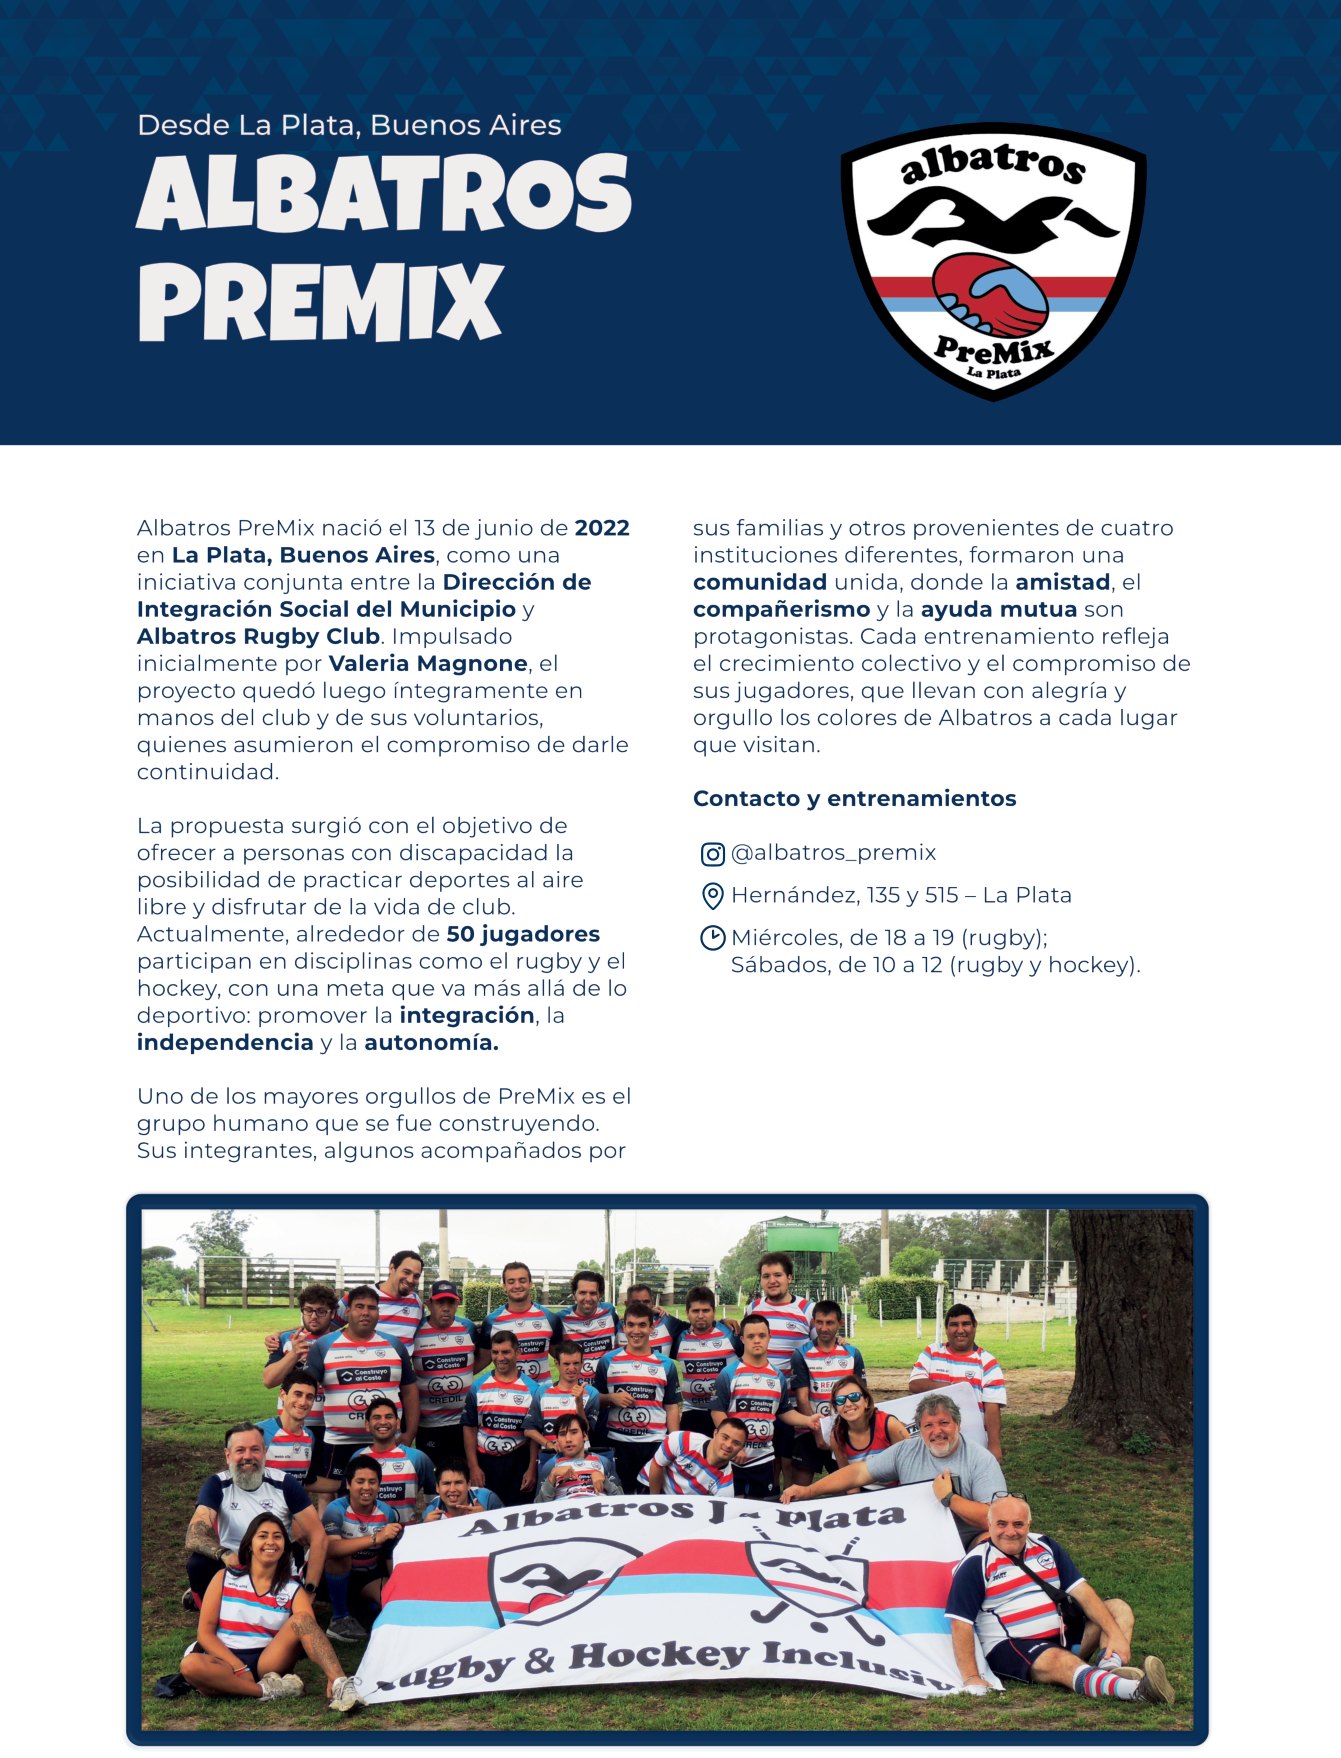 Desde La Plata, Buenos Aires
ALBATROS
PREMIX
albatros
PreMix
La Plata
Albatros PreMix nació el 13 de junio de 2022
en La Plata, Buenos Aires, como una
iniciativa conjunta entre la Dirección de
Integración Social del Municipio y
Albatros Rugby Club. Impulsado
inicialmente por Valeria Magnone, el
proyecto quedó luego íntegramente en
manos del club y de sus voluntarios,
quienes asumieron el compromiso de darle
continuidad.
La propuesta surgió con el objetivo de
ofrecer a personas con discapacidad la
posibilidad de practicar deportes al aire
libre y disfrutar de la vida de club.
Actualmente, alrededor de 50 jugadores
participan en disciplinas como el rugby y el
hockey, con una meta que va más allá de lo
deportivo: promover la integración, la
independencia y la autonomía.
Uno de los mayores orgullos de PreMix es el
grupo humano que se fue construyendo.
Sus integrantes, algunos acompañados por
sus familias y otros provenientes de cuatro
instituciones diferentes, formaron una
comunidad unida, donde la amistad, el
compañerismo y la ayuda mutua son
protagonistas. Cada entrenamiento refleja
el crecimiento colectivo y el compromiso de
sus jugadores, que llevan con alegría y
orgullo los colores de Albatros a cada lugar
que visitan.
Contacto y entrenamientos
@albatros_premix
Hernández, 135 y 515 – La Plata
Miércoles, de 18 a 19 (rugby);
Sábados, de 10 a 12 (rugby y hockey).
Construyo
al Costo
CREDIL
Albatros La Plata
Rugby & Hockey Inclusiv